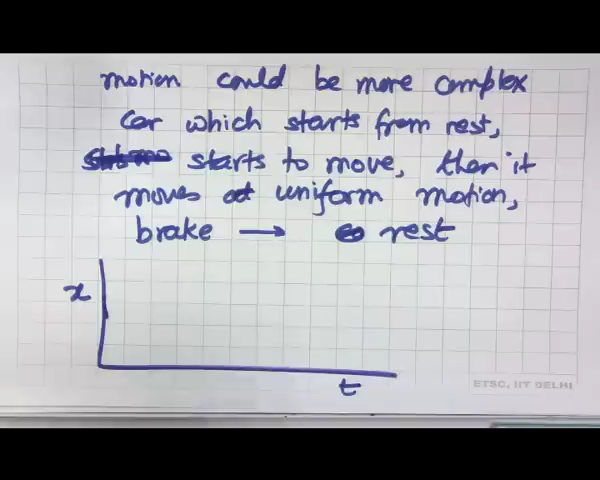 motion could be more complex
Car which starts from rest,
starts to move, then it
moves at uniform motion,
brake → rest
x
t
ETSC, IIT DELHI